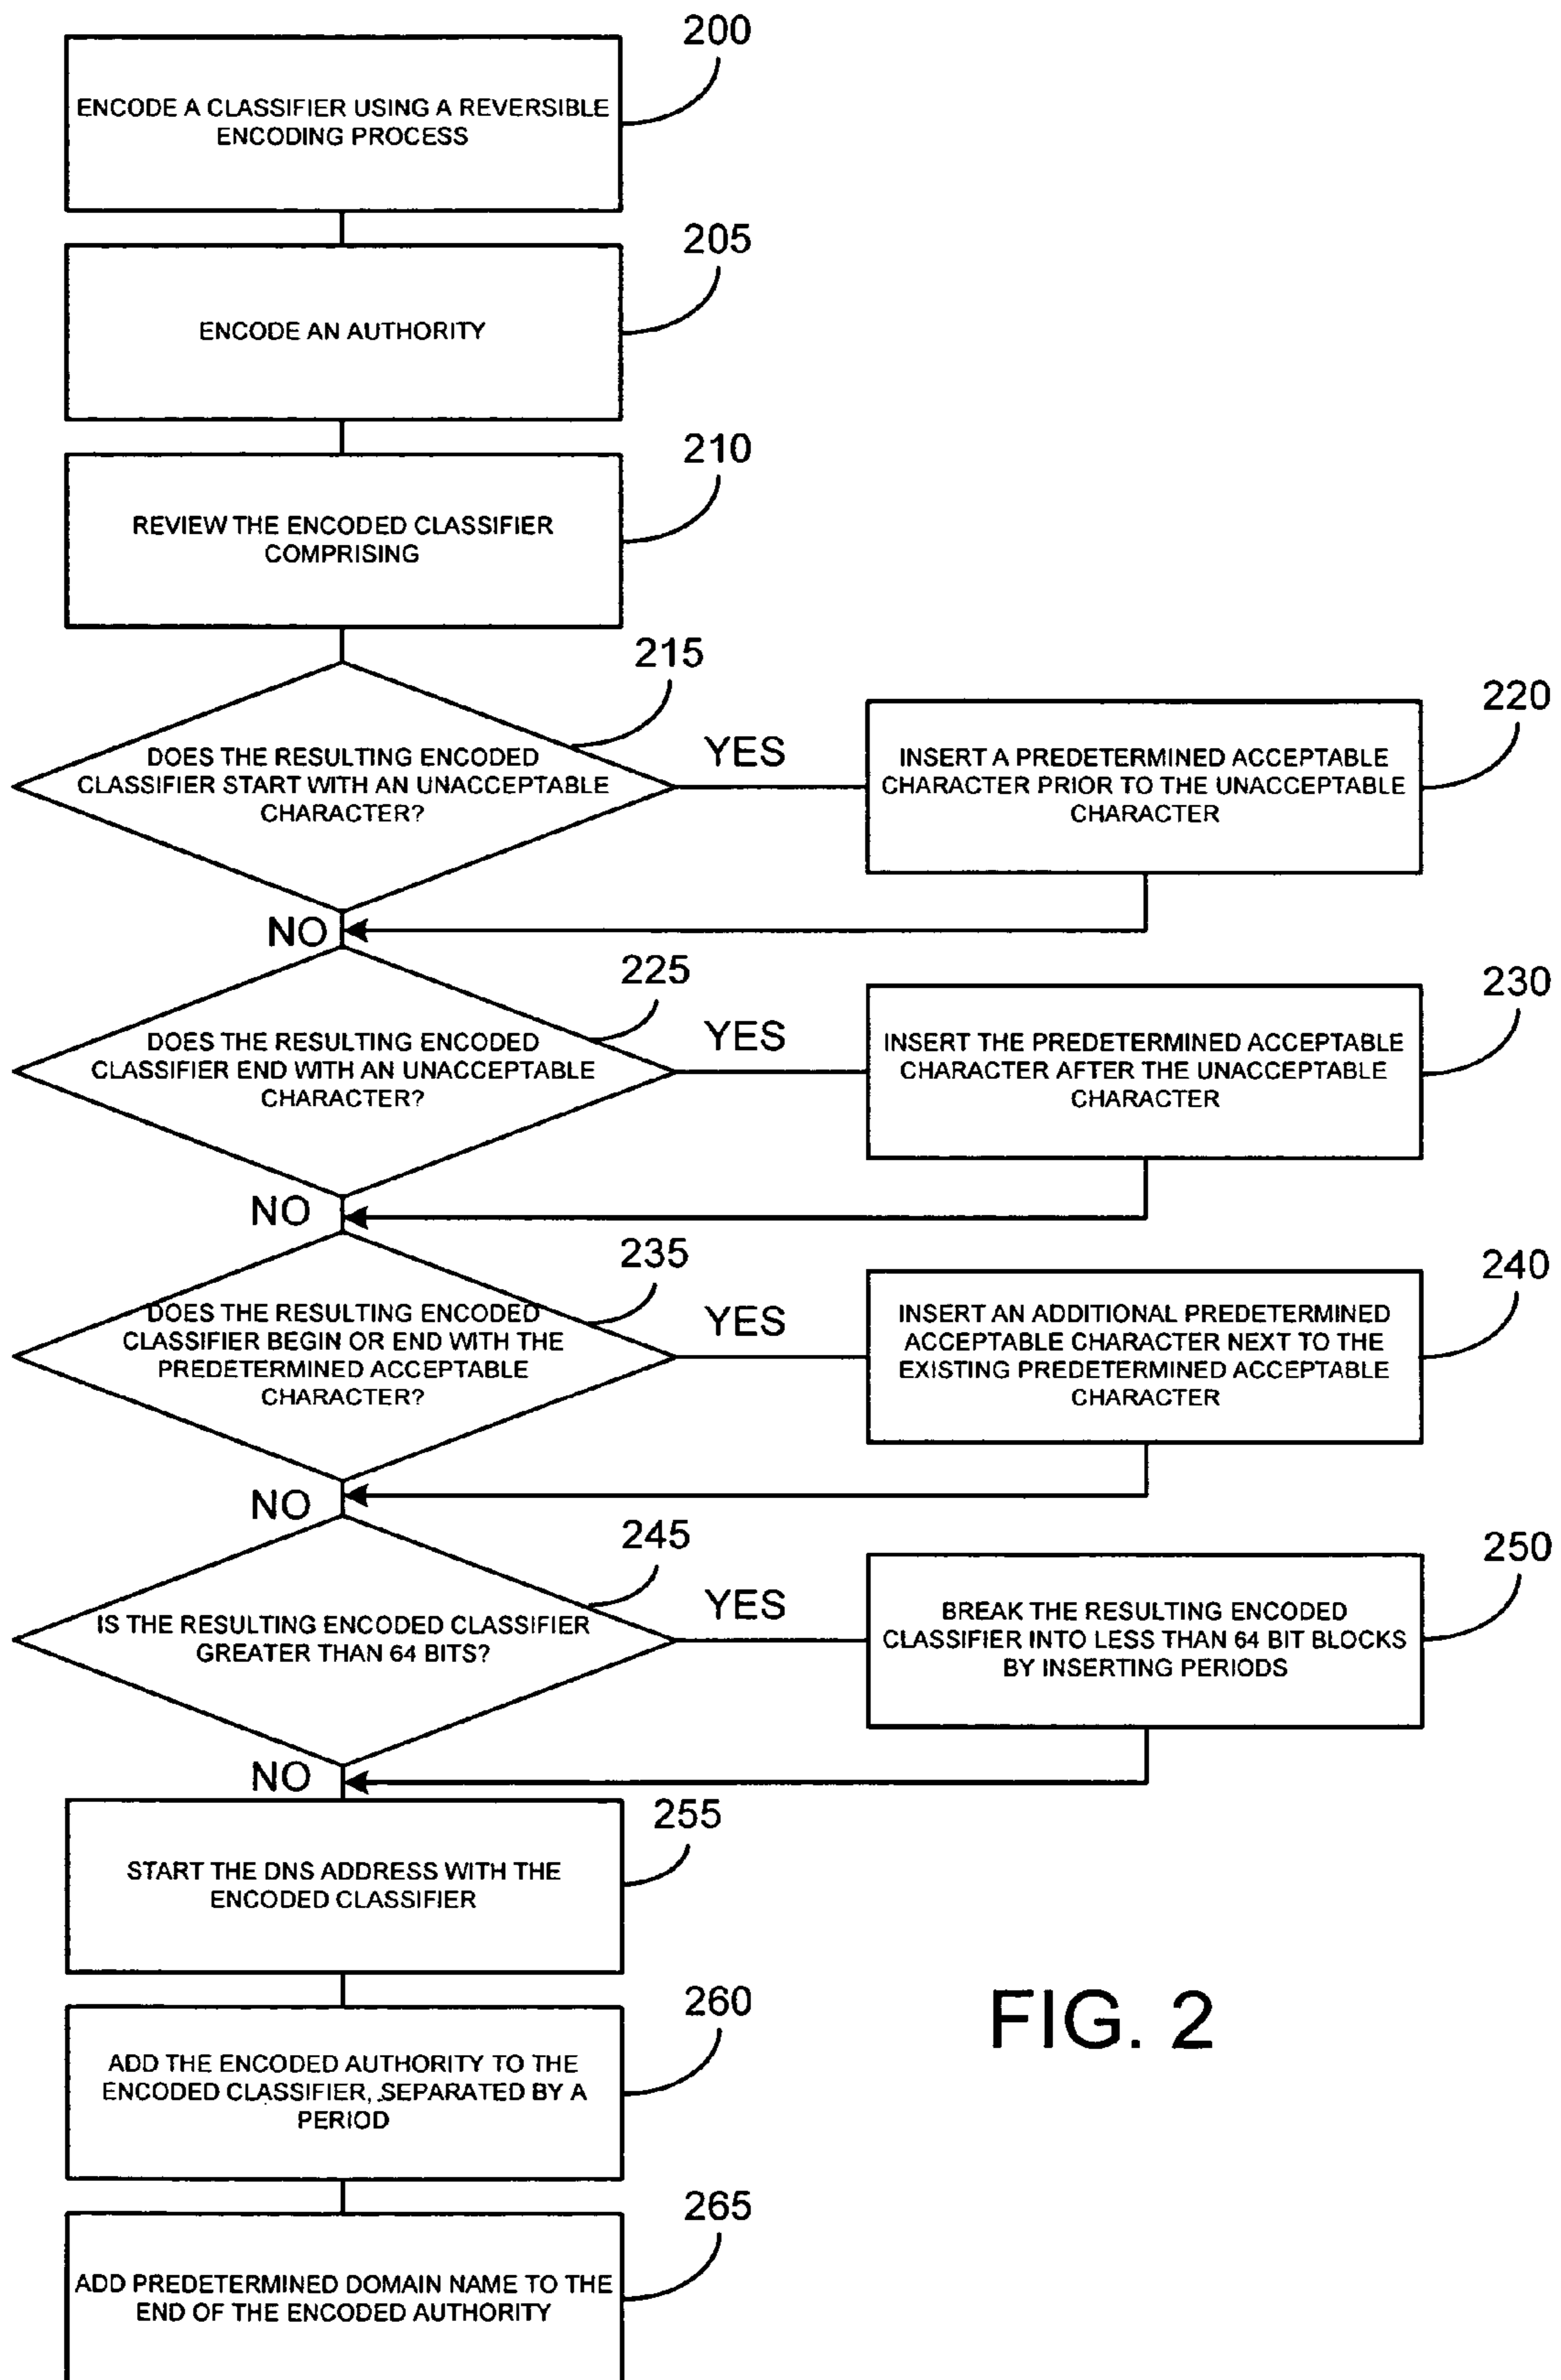 200
ENCODE A CLASSIFIER USING A REVERSIBLE
ENCODING PROCESS
205
ENCODE AN AUTHORITY
210
REVIEW THE ENCODED CLASSIFIER
COMPRISING
215
DOES THE RESULTING ENCODED
CLASSIFIER START WITH AN UNACCEPTABLE
CHARACTER?
YES
220
INSERT A PREDETERMINED ACCEPTABLE
CHARACTER PRIOR TO THE UNACCEPTABLE
CHARACTER
NO
225
DOES THE RESULTING ENCODED
CLASSIFIER END WITH AN UNACCEPTABLE
CHARACTER?
YES
230
INSERT THE PREDETERMINED ACCEPTABLE
CHARACTER AFTER THE UNACCEPTABLE
CHARACTER
NO
235
DOES THE RESULTING ENCODED
CLASSIFIER BEGIN OR END WITH THE
PREDETERMINED ACCEPTABLE
CHARACTER?
YES
240
INSERT AN ADDITIONAL PREDETERMINED
ACCEPTABLE CHARACTER NEXT TO THE
EXISTING PREDETERMINED ACCEPTABLE
CHARACTER
NO
245
IS THE RESULTING ENCODED CLASSIFIER
GREATER THAN 64 BITS?
YES
250
BREAK THE RESULTING ENCODED
CLASSIFIER INTO LESS THAN 64 BIT BLOCKS
BY INSERTING PERIODS
NO
255
START THE DNS ADDRESS WITH THE
ENCODED CLASSIFIER
260
ADD THE ENCODED AUTHORITY TO THE
ENCODED CLASSIFIER, SEPARATED BY A
PERIOD
265
ADD PREDETERMINED DOMAIN NAME TO THE
END OF THE ENCODED AUTHORITY
FIG. 2